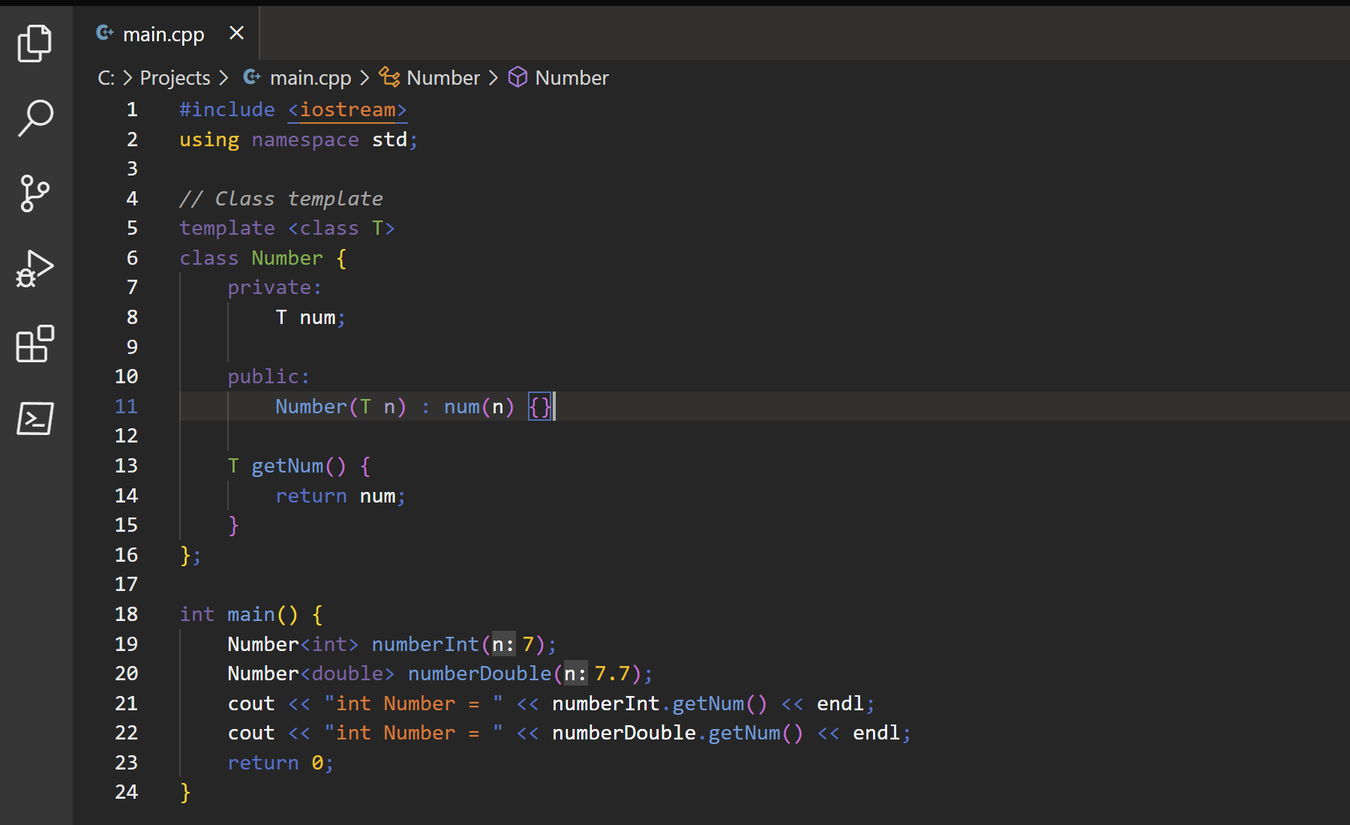 main.cpp ×
C: > Projects > main.cpp > Number > Number
1 #include <iostream>
2 using namespace std;
3
4 // Class template
5 template <class T>
6 class Number {
7 private:
8 T num;
9
10 public:
11 Number(T n) : num(n) {}
12
13 T getNum() {
14 return num;
15 }
16 };
17
18 int main() {
19 Number<int> numberInt(n: 7);
20 Number<double> numberDouble(n: 7.7);
21 cout << "int Number = " << numberInt.getNum() << endl;
22 cout << "int Number = " << numberDouble.getNum() << endl;
23 return 0;
24 }